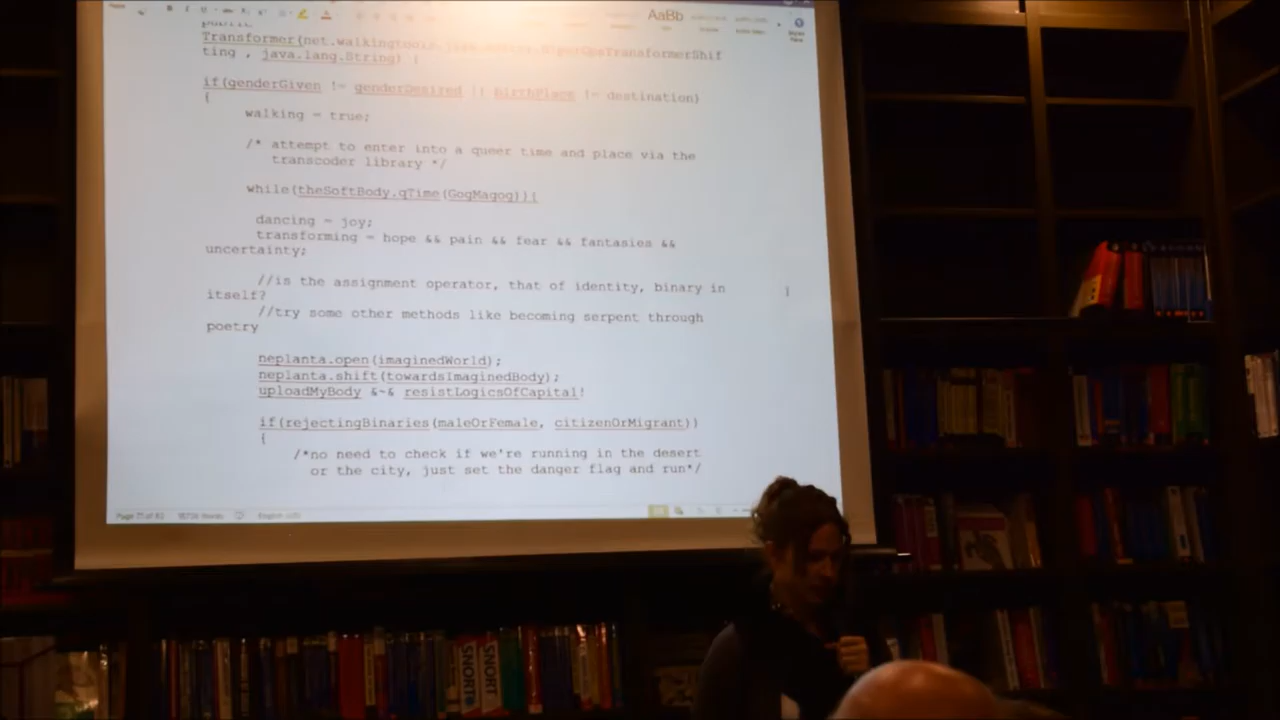 AaBb
Transformer(net.walkingtools.
ting , java.lang.String) {
if(genderGiven != genderDesired || birthPlace != destination)
{
walking = true;
/* attempt to enter into a queer time and place via the
transcoder library */
while(theSoftBody.qTime(GogMagog)){
dancing = joy;
transforming = hope && pain && fear && fantasies &&
uncertainty;
//is the assignment operator, that of identity, binary in
itself?
//try some other methods like becoming serpent through
poetry
neplanta.open(imaginedWorld);
neplanta.shift(towardsImaginedBody);
uploadMyBody &~& resistLogicsOfCapital!
if(rejectingBinaries(maleOrFemale, citizenOrMigrant))
{
/*no need to check if we're running in the desert
or the city, just set the danger flag and run*/
SNORT
SNORT